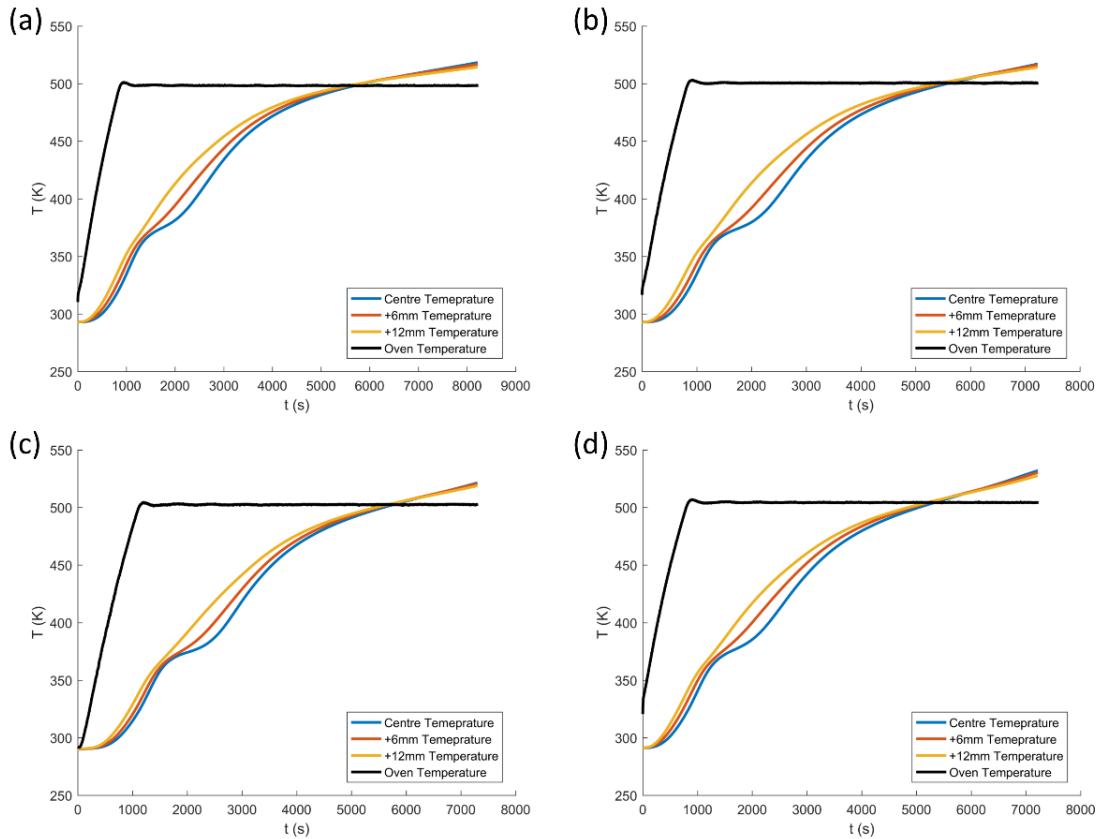 (a)
550
500
450
400
350
300
250
T (K)
0 1000 2000 3000 4000 5000 6000 7000 8000 9000
t (s)
Centre Temeprature
+6mm Temeprature
+12mm Temperature
Oven Temperature
(b)
550
500
450
400
350
300
250
T (K)
0 1000 2000 3000 4000 5000 6000 7000 8000
t (s)
Centre Temeprature
+6mm Temeprature
+12mm Temperature
Oven Temperature
(c)
550
500
450
400
350
300
250
T (K)
0 1000 2000 3000 4000 5000 6000 7000 8000
t (s)
Centre Temeprature
+6mm Temeprature
+12mm Temperature
Oven Temperature
(d)
550
500
450
400
350
300
250
T (K)
0 1000 2000 3000 4000 5000 6000 7000 8000
t (s)
Centre Temeprature
+6mm Temeprature
+12mm Temperature
Oven Temperature